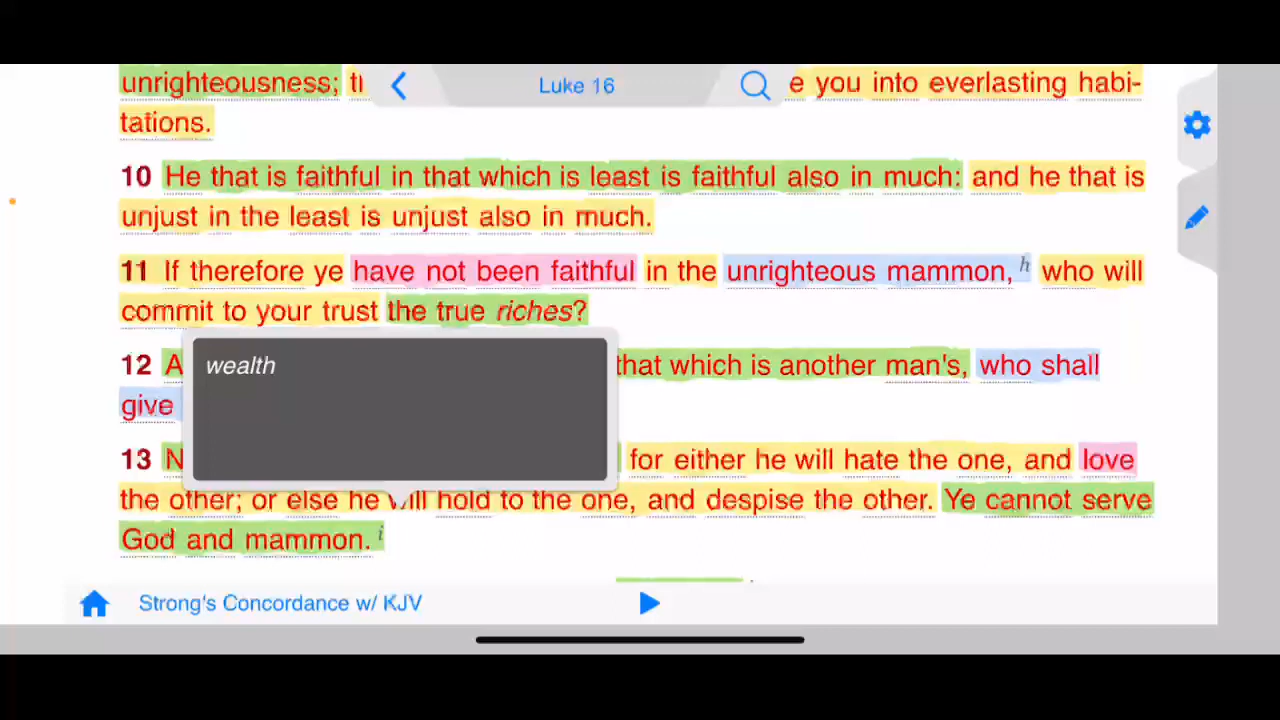 unrighteousness;
Luke 16
e you into everlasting habi-
tations.
10 He that is faithful in that which is least is faithful also in much: and he that is
unjust in the least is unjust also in much.
11 If therefore ye have not been faithful in the unrighteous mammon, h who will
commit to your trust the true riches?
12 A
wealth
that which is another man's, who shall
give
13 N
for either he will hate the one, and love
the other; or else he will hold to the one, and despise the other. Ye cannot serve
God and mammon. i
Strong's Concordance w/ KJV